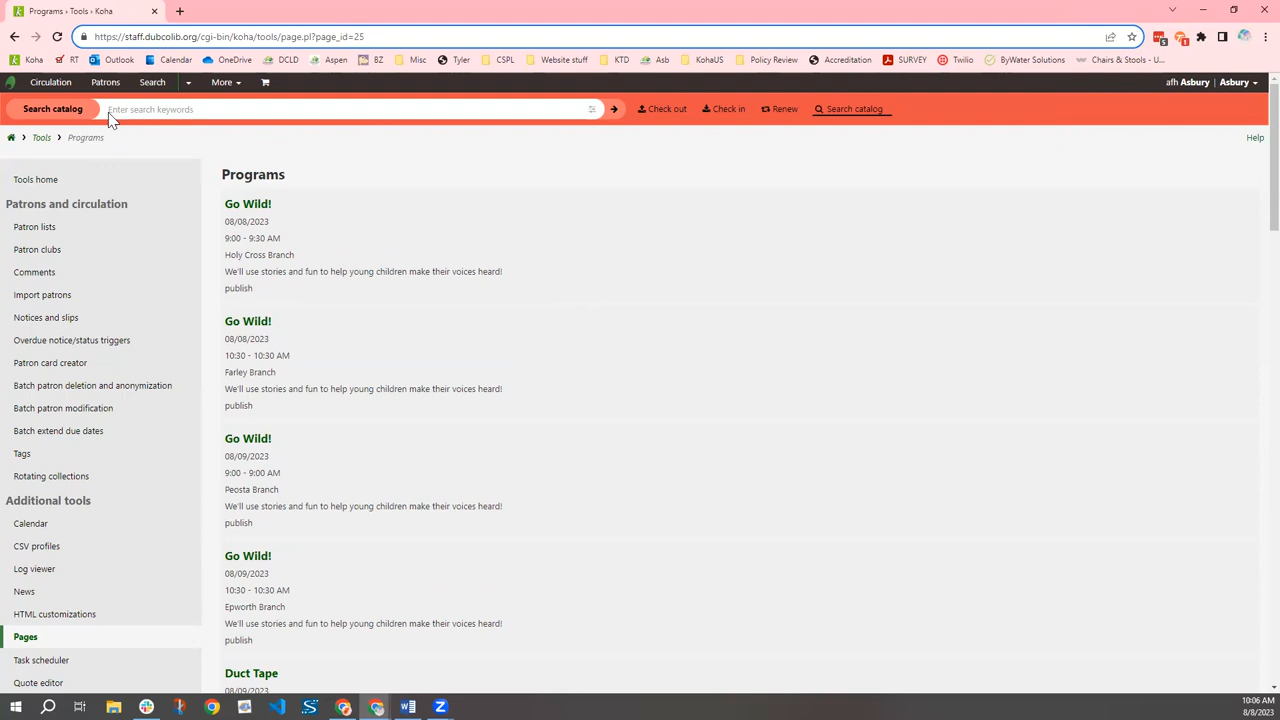 Programs › Tools › Koha
https://staff.dubcolib.org/cgi-bin/koha/tools/page.pl?page_id=25
Koha RT Outlook Calendar DCLD OneDrive Aspen BZ Misc Tyler CSPL Website stuff KTD Asb KohaUS Policy Review Accreditation SURVEY Twilio ByWater Solutions Chairs & Stools - U...
Circulation Patrons Search More afh Asbury | Asbury
Search catalog Enter search keywords Check out Check in Renew Search catalog
Tools Programs Help
Tools home
Patrons and circulation
Patron lists
Patron clubs
Comments
Import patrons
Notices and slips
Overdue notice/status triggers
Patron card creator
Batch patron deletion and anonymization
Batch patron modification
Batch extend due dates
Tags
Rotating collections
Additional tools
Calendar
CSV profiles
Log viewer
News
HTML customizations
Pages
Task scheduler
Quote editor
Programs
Go Wild!
08/08/2023
9:00 - 9:30 AM
Holy Cross Branch
We'll use stories and fun to help young children make their voices heard!
publish
Go Wild!
08/08/2023
10:30 - 10:30 AM
Farley Branch
We'll use stories and fun to help young children make their voices heard!
publish
Go Wild!
08/09/2023
9:00 - 9:00 AM
Peosta Branch
We'll use stories and fun to help young children make their voices heard!
publish
Go Wild!
08/09/2023
10:30 - 10:30 AM
Epworth Branch
We'll use stories and fun to help young children make their voices heard!
publish
Duct Tape
08/09/2023
10:06 AM
8/8/2023